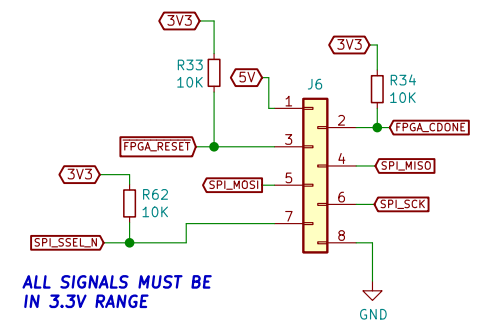 3V3
3V3
R33
10K
5V
J6
R34
10K
1
2
FPGA_CDONE
FPGA_RESET
3
4
SPI_MISO
3V3
SPI_MOSI
5
R62
10K
6
SPI_SCK
7
SPI_SSEL_N
8
ALL SIGNALS MUST BE
IN 3.3V RANGE
GND